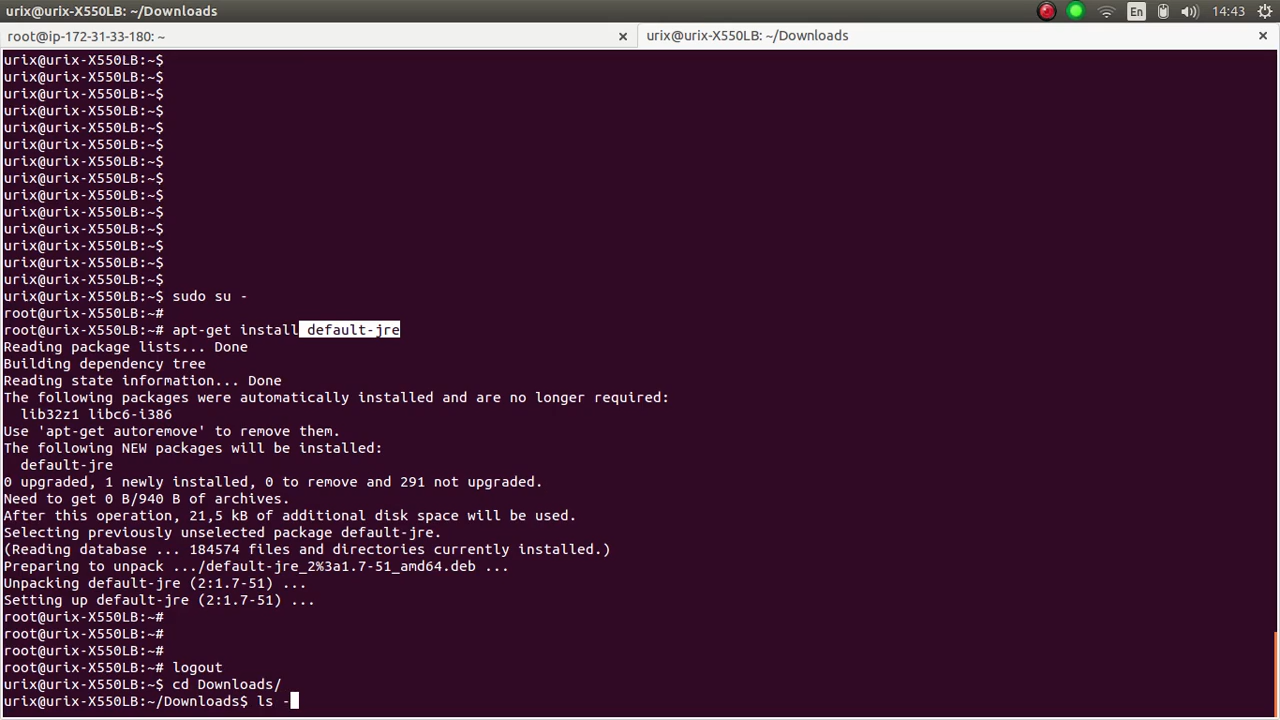 urix@urix-X550LB: ~/Downloads
En
14:43
root@ip-172-31-33-180: ~
urix@urix-X550LB: ~/Downloads
urix@urix-X550LB:~$
urix@urix-X550LB:~$
urix@urix-X550LB:~$
urix@urix-X550LB:~$
urix@urix-X550LB:~$
urix@urix-X550LB:~$
urix@urix-X550LB:~$
urix@urix-X550LB:~$
urix@urix-X550LB:~$
urix@urix-X550LB:~$
urix@urix-X550LB:~$
urix@urix-X550LB:~$
urix@urix-X550LB:~$
urix@urix-X550LB:~$
urix@urix-X550LB:~$ sudo su -
root@urix-X550LB:~#
root@urix-X550LB:~# apt-get install default-jre
Reading package lists... Done
Building dependency tree
Reading state information... Done
The following packages were automatically installed and are no longer required:
  lib32z1 libc6-i386
Use 'apt-get autoremove' to remove them.
The following NEW packages will be installed:
  default-jre
0 upgraded, 1 newly installed, 0 to remove and 291 not upgraded.
Need to get 0 B/940 B of archives.
After this operation, 21,5 kB of additional disk space will be used.
Selecting previously unselected package default-jre.
(Reading database ... 184574 files and directories currently installed.)
Preparing to unpack .../default-jre_2%3a1.7-51_amd64.deb ...
Unpacking default-jre (2:1.7-51) ...
Setting up default-jre (2:1.7-51) ...
root@urix-X550LB:~#
root@urix-X550LB:~#
root@urix-X550LB:~#
root@urix-X550LB:~# logout
urix@urix-X550LB:~$ cd Downloads/
urix@urix-X550LB:~/Downloads$ ls -